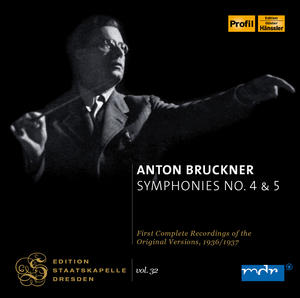 Profil
Edition
Günter
Hänssler
ANTON BRUCKNER
SYMPHONIES NO. 4 & 5
First Complete Recordings of the
Original Versions, 1936/1937
EDITION
STAATSKAPELLE
DRESDEN
vol. 32
mdr